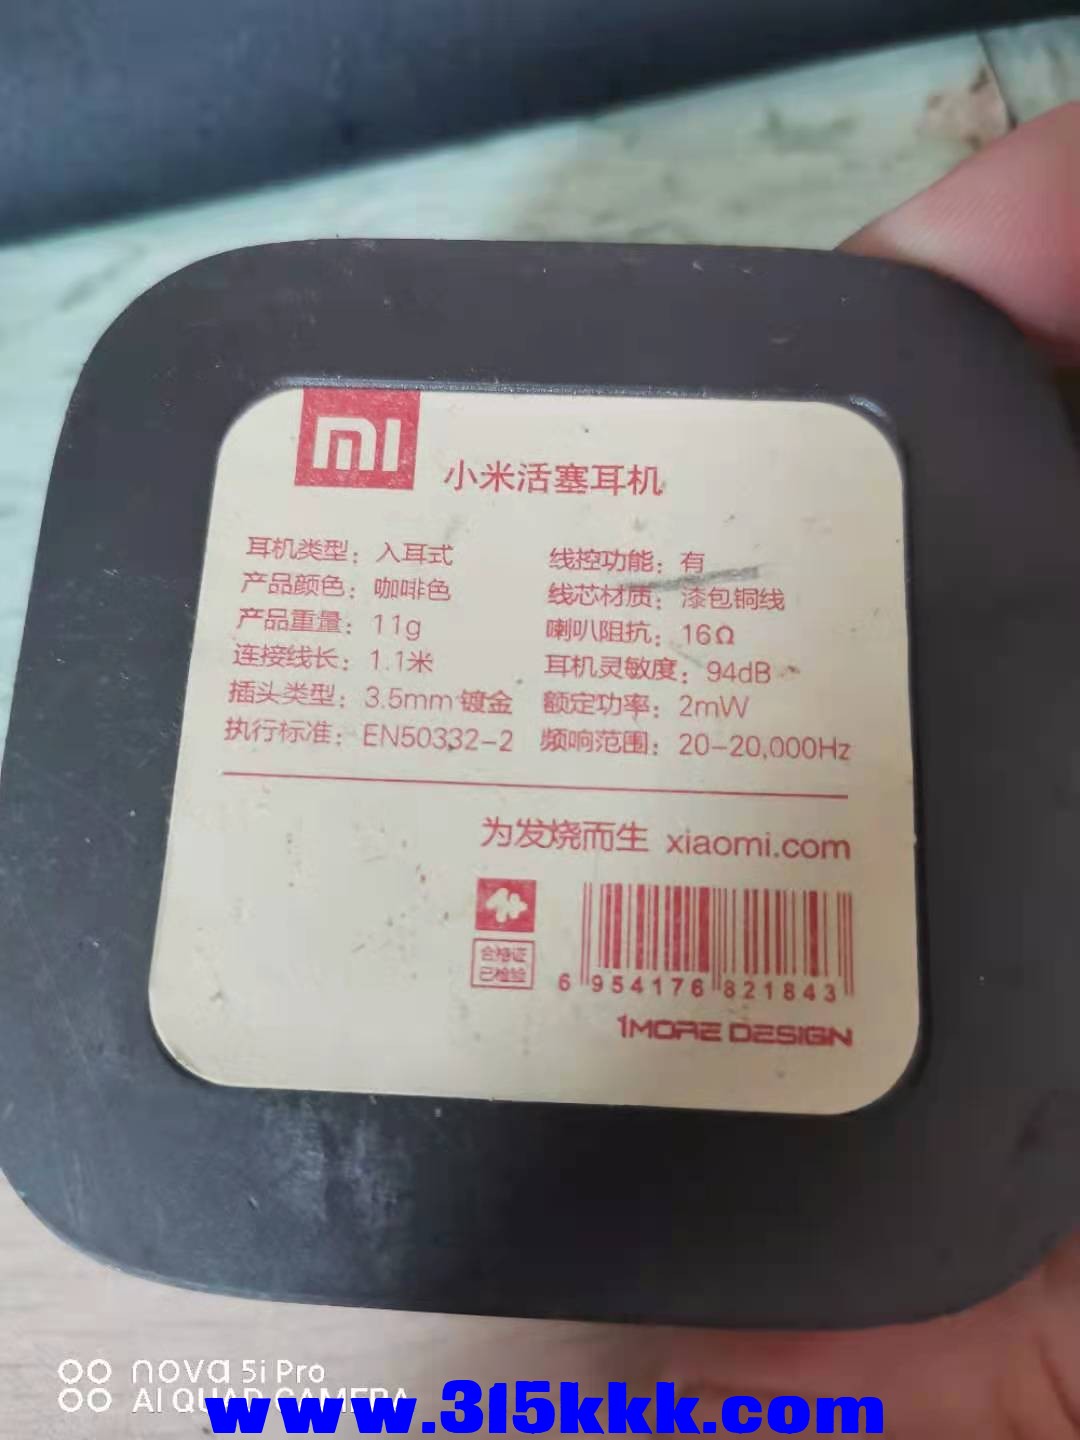 mi
小米活塞耳机
耳机类型：入耳式 线控功能：有
产品颜色：咖啡色 线芯材质：漆包铜线
产品重量：11g 喇叭阻抗：16Ω
连接线长：1.1米 耳机灵敏度：94dB
插头类型：3.5mm 镀金 额定功率：2mW
执行标准：EN50332-2 频响范围：20-20,000Hz
为发烧而生 xiaomi.com
合格证
已检验
6 954176 821843
1MORE DESIGN
nova 5i Pro
AI QUAD CAMERA
www.315kkk.com